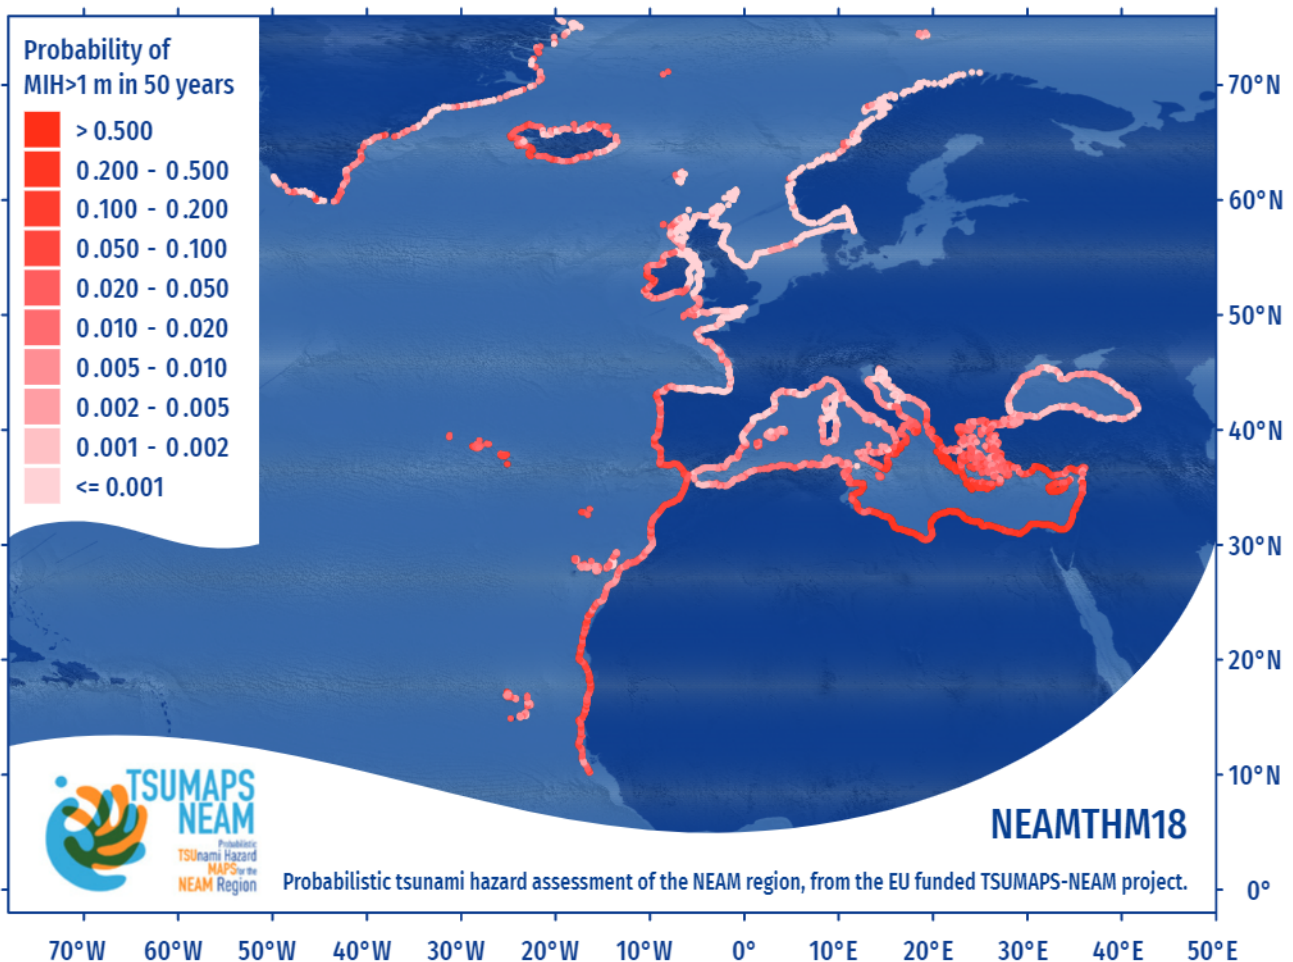 Probability of
MIH>1 m in 50 years
> 0.500
0.200 - 0.500
0.100 - 0.200
0.050 - 0.100
0.020 - 0.050
0.010 - 0.020
0.005 - 0.010
0.002 - 0.005
0.001 - 0.002
<= 0.001
70°N
60°N
50°N
40°N
30°N
20°N
10°N
0°
TSUMAPS
NEAM
Probabilistic
TSUnami Hazard
MAPS for the
NEAM Region
NEAMTHM18
Probabilistic tsunami hazard assessment of the NEAM region, from the EU funded TSUMAPS-NEAM project.
70°W 60°W 50°W 40°W 30°W 20°W 10°W 0° 10°E 20°E 30°E 40°E 50°E